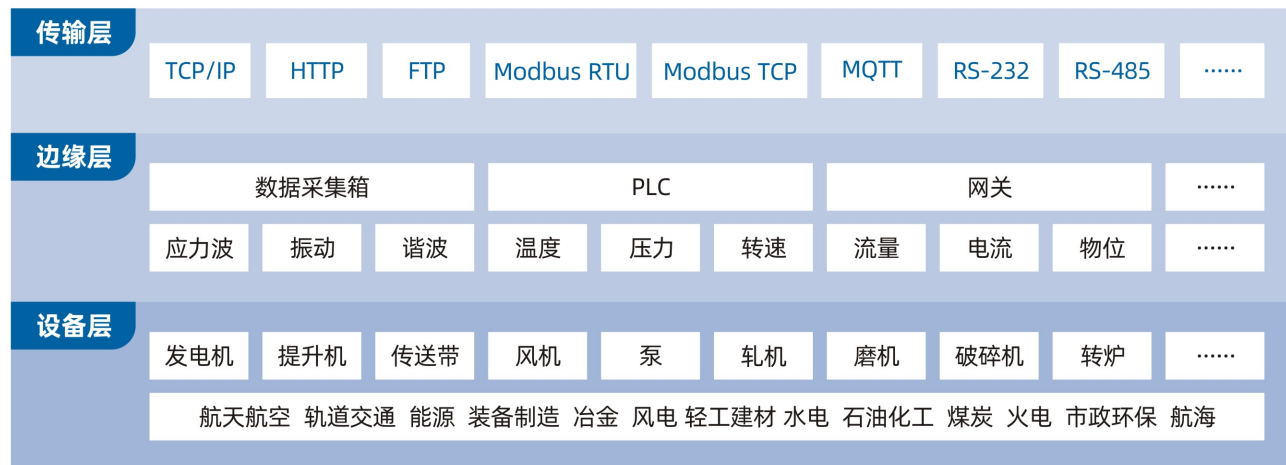 传输层
TCP/IP HTTP FTP Modbus RTU Modbus TCP MQTT RS-232 RS-485 ······
边缘层
数据采集箱 PLC 网关 ······
应力波 振动 谐波 温度 压力 转速 流量 电流 物位 ······
设备层
发电机 提升机 传送带 风机 泵 轧机 磨机 破碎机 转炉 ······
航天航空 轨道交通 能源 装备制造 冶金 风电 轻工建材 水电 石油化工 煤炭 火电 市政环保 航海